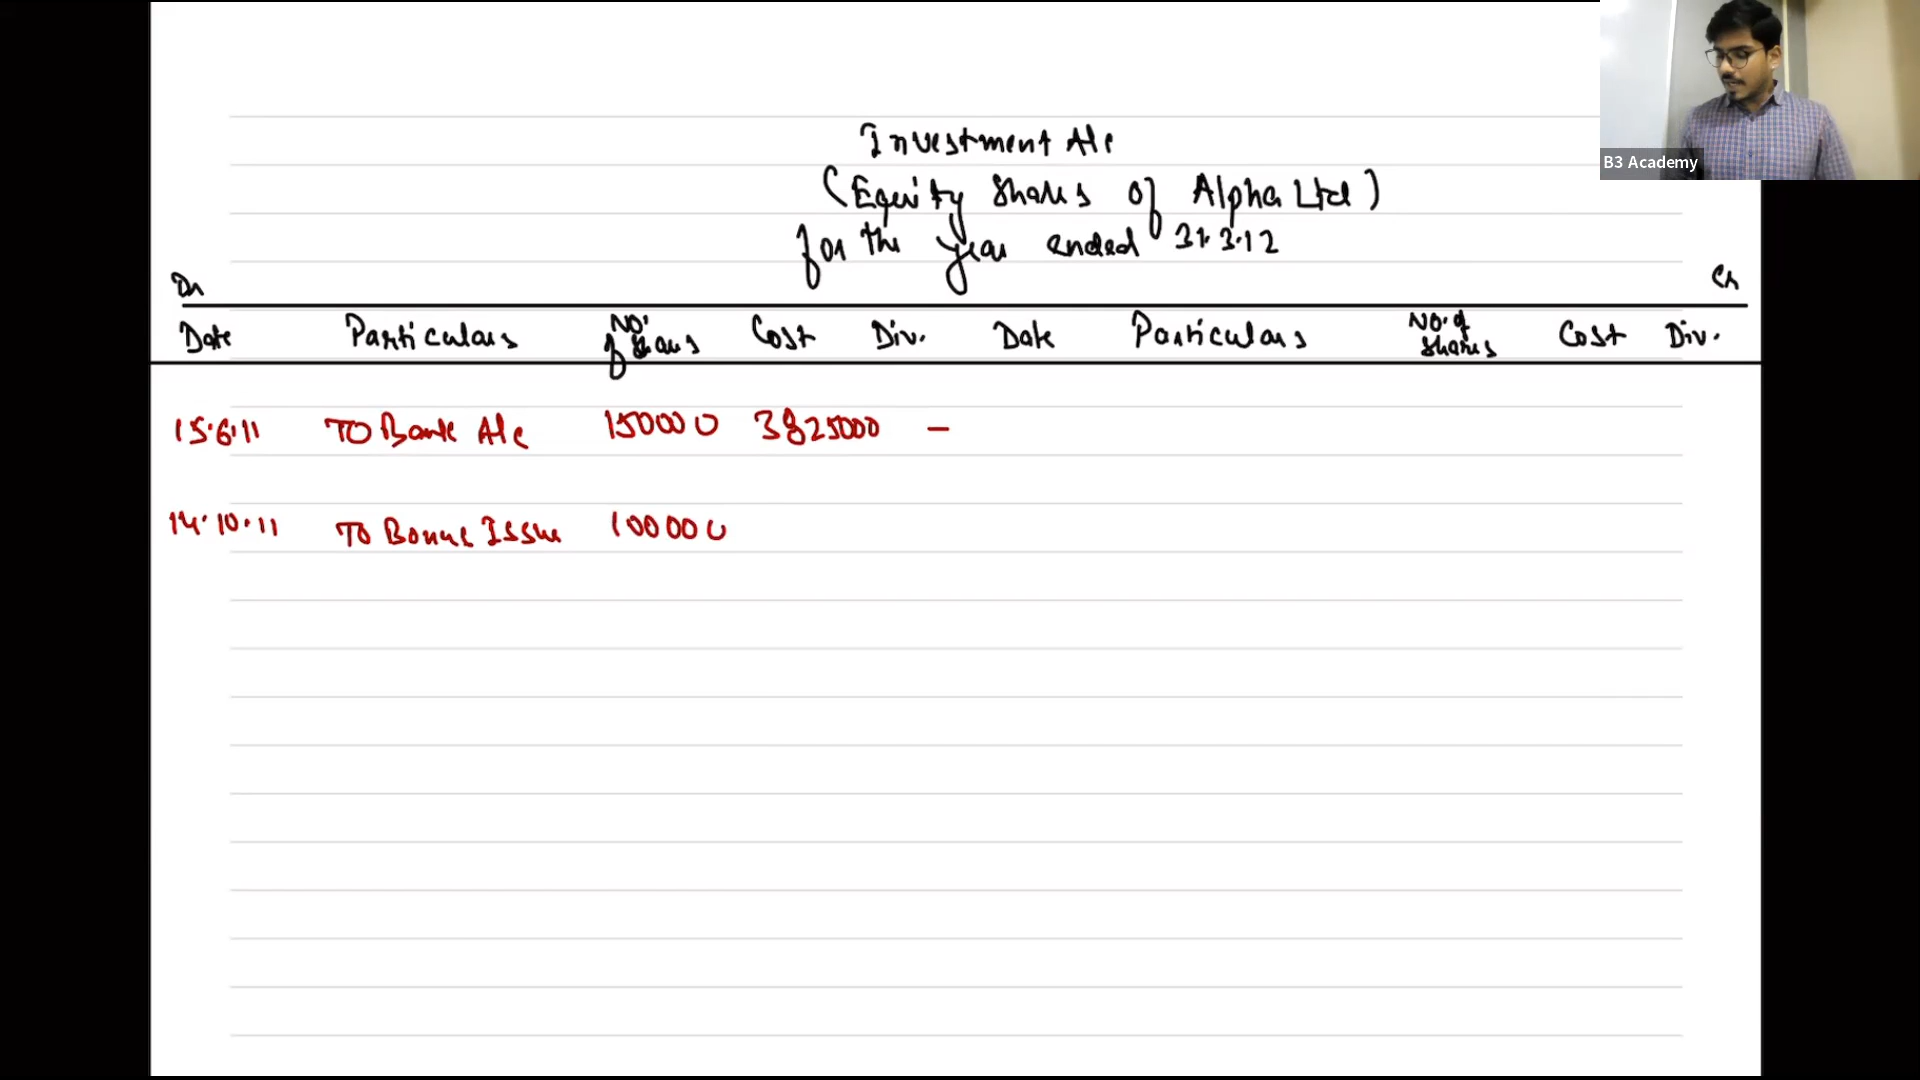 B3 Academy
Investment A/c
(Equity Shares of Alpha Ltd)
for the year ended 31.3.12
Dr Cr
Date Particulars No. of Shares Cost Div. Date Particulars No. of Shares Cost Div.
15.6.11 TO Bank A/c 150000 3825000 —
14.10.11 TO Bonus Issue 100000